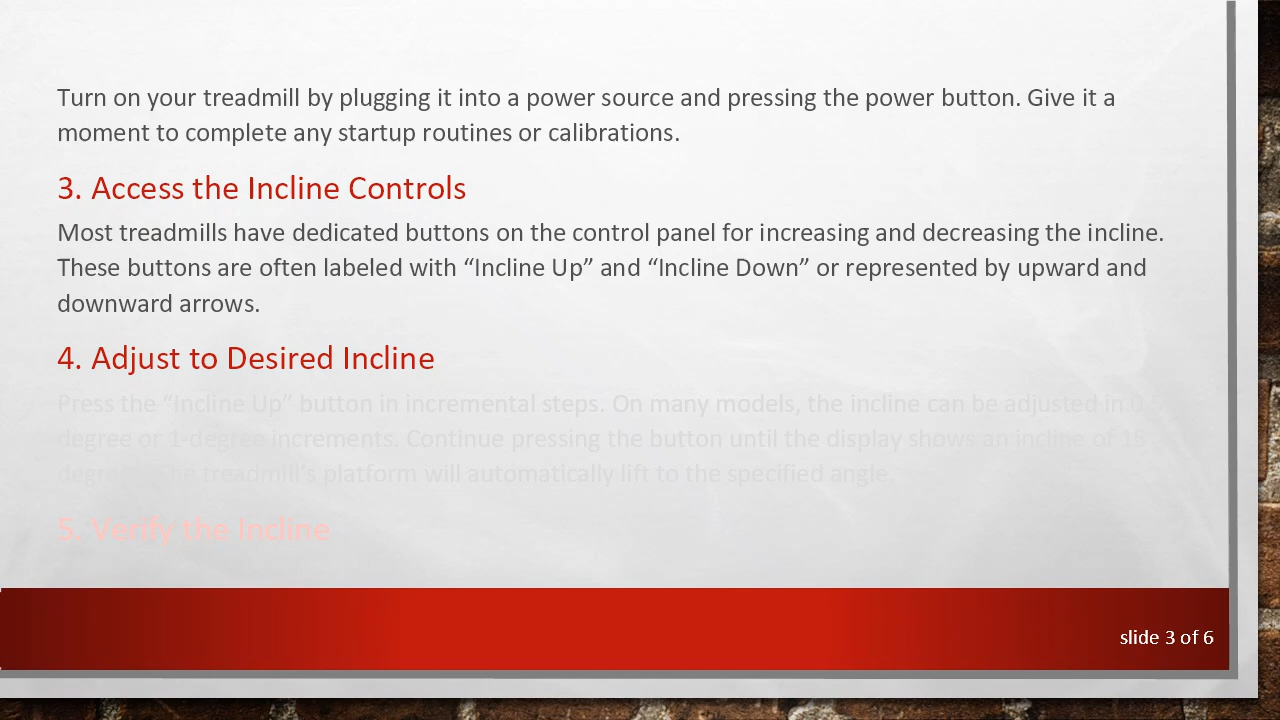 Turn on your treadmill by plugging it into a power source and pressing the power button. Give it a
moment to complete any startup routines or calibrations.
3. Access the Incline Controls
Most treadmills have dedicated buttons on the control panel for increasing and decreasing the incline.
These buttons are often labeled with “Incline Up” and “Incline Down” or represented by upward and
downward arrows.
4. Adjust to Desired Incline
Press the “Incline Up” button in incremental steps. On many models, the incline can be adjusted in
degree or 1-degree increments. Continue pressing the button until the display shows an incline of 15
treadmill’s platform will automatically lift to the specified angle.
5. Verify the Incline
slide 3 of 6